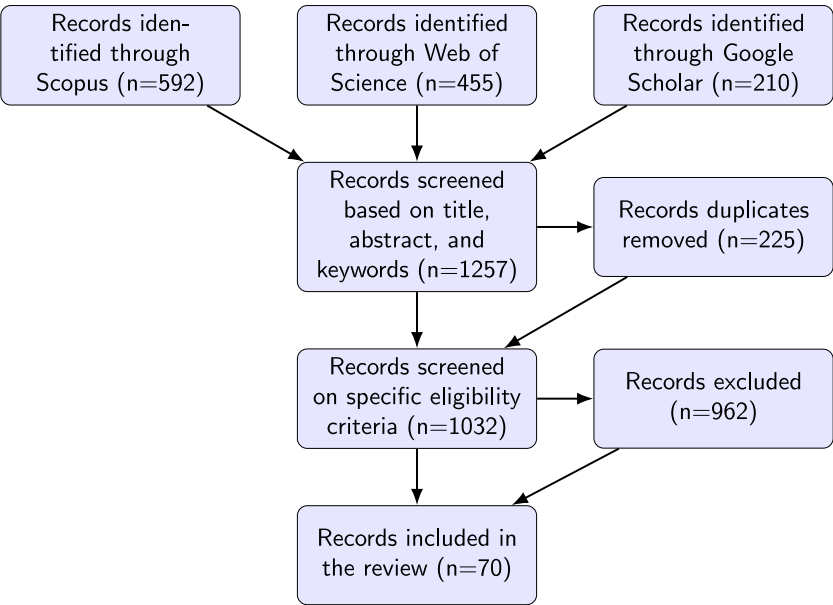 Records iden-
tified through
Scopus (n=592)
Records identified
through Web of
Science (n=455)
Records identified
through Google
Scholar (n=210)
Records screened
based on title,
abstract, and
keywords (n=1257)
Records duplicates
removed (n=225)
Records screened
on specific eligibility
criteria (n=1032)
Records excluded
(n=962)
Records included in
the review (n=70)